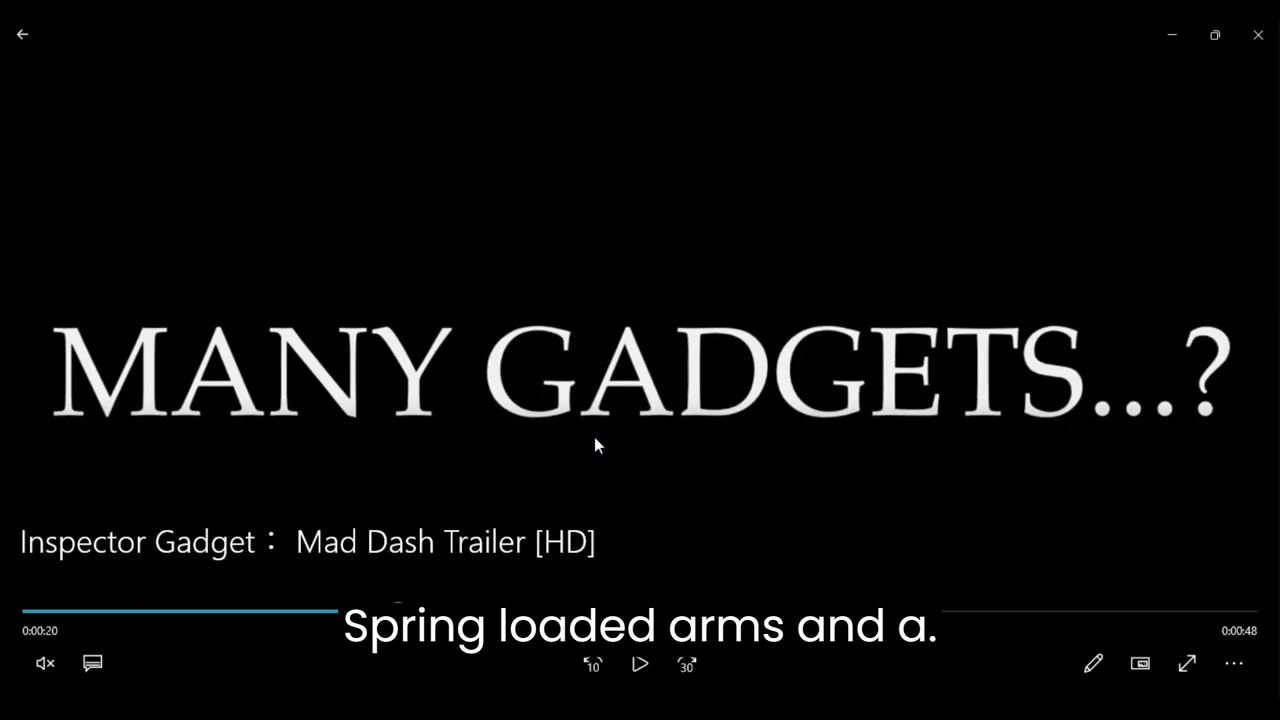 MANY GADGETS...?
Inspector Gadget： Mad Dash Trailer [HD]
Spring loaded arms and a.
0:00:20
0:00:48
10
30